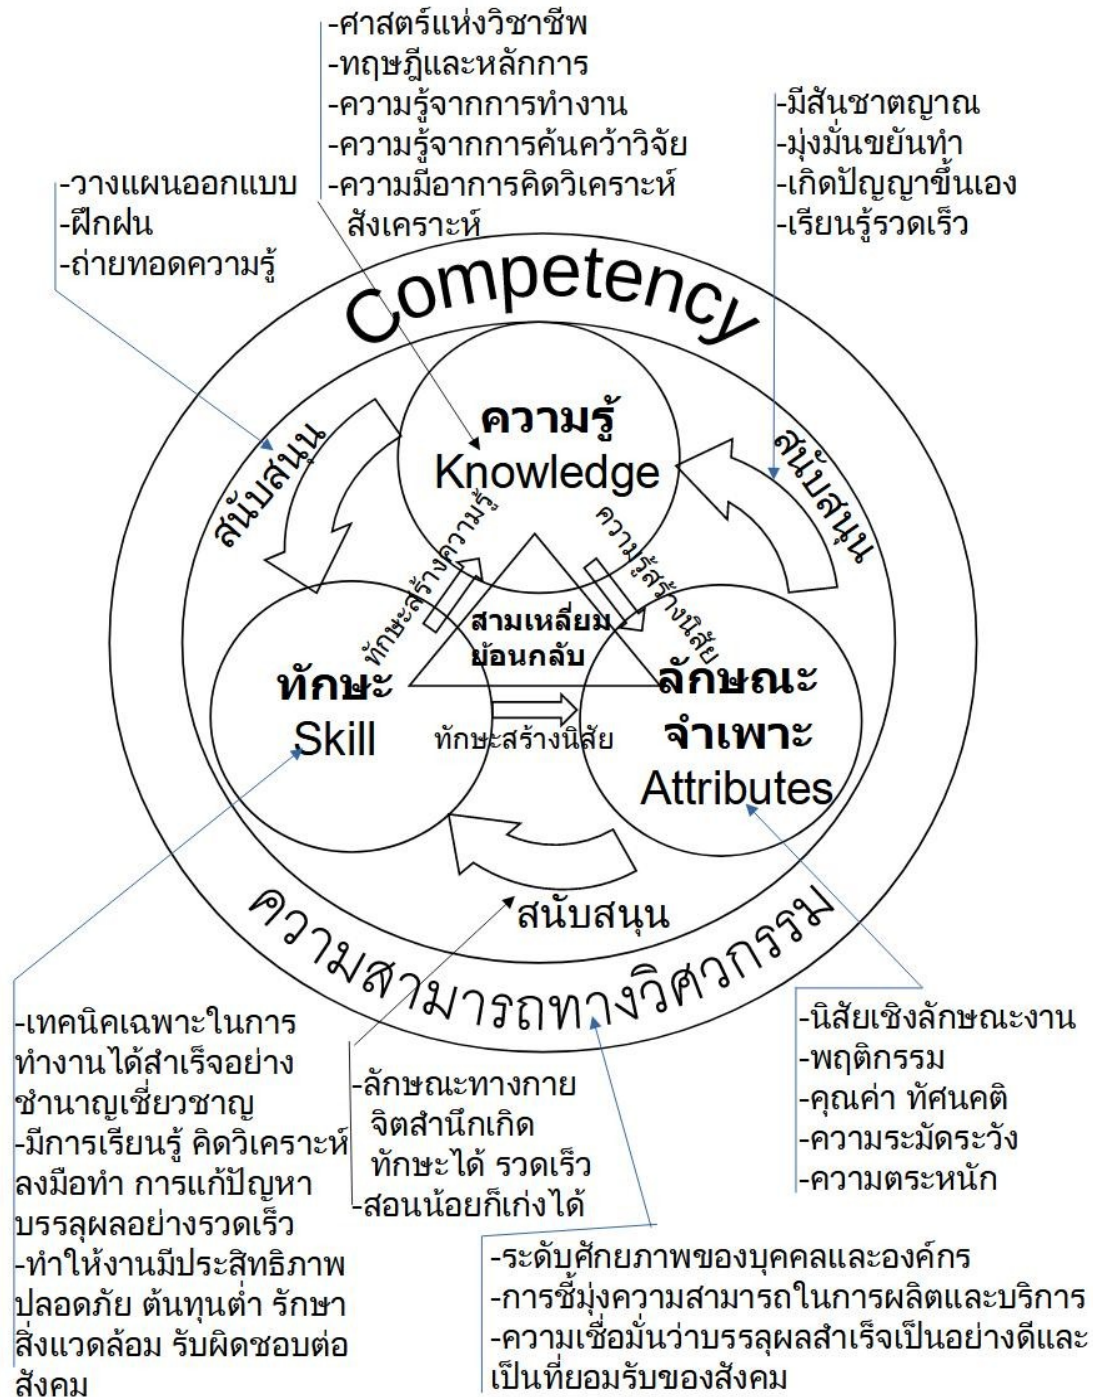 -ศาสตร์แห่งวิชาชีพ
-ทฤษฎีและหลักการ
-ความรู้จากการทำงาน
-ความรู้จากการค้นคว้าวิจัย
-ความมีอาการคิดวิเคราะห์
สังเคราะห์
-มีสันชาตญาณ
-มุ่งมั่นขยันทำ
-เกิดปัญญาขึ้นเอง
-เรียนรู้รวดเร็ว
-วางแผนออกแบบ
-ฝึกฝน
-ถ่ายทอดความรู้
Competency
ความรู้
Knowledge
สนับสนุน
สนับสนุน
ทักษะสร้างความรู้
ความรู้สร้างนิสัย
สามเหลี่ยม
ย้อนกลับ
ทักษะ
Skill
ทักษะสร้างนิสัย
ลักษณะ
จำเพาะ
Attributes
สนับสนุน
ความสามารถทางวิศวกรรม
-เทคนิคเฉพาะในการ
ทำงานได้สำเร็จอย่าง
ชำนาญเชี่ยวชาญ
-มีการเรียนรู้ คิดวิเคราะห์
ลงมือทำ การแก้ปัญหา
บรรลุผลอย่างรวดเร็ว
-ทำให้งานมีประสิทธิภาพ
ปลอดภัย ต้นทุนต่ำ รักษา
สิ่งแวดล้อม รับผิดชอบต่อ
สังคม
-ลักษณะทางกาย
จิตสำนึกเกิด
ทักษะได้ รวดเร็ว
-สอนน้อยก็เก่งได้
-นิสัยเชิงลักษณะงาน
-พฤติกรรม
-คุณค่า ทัศนคติ
-ความระมัดระวัง
-ความตระหนัก
-ระดับศักยภาพของบุคคลและองค์กร
-การชี้มุ่งความสามารถในการผลิตและบริการ
-ความเชื่อมั่นว่าบรรลุผลสำเร็จเป็นอย่างดีและ
เป็นที่ยอมรับของสังคม